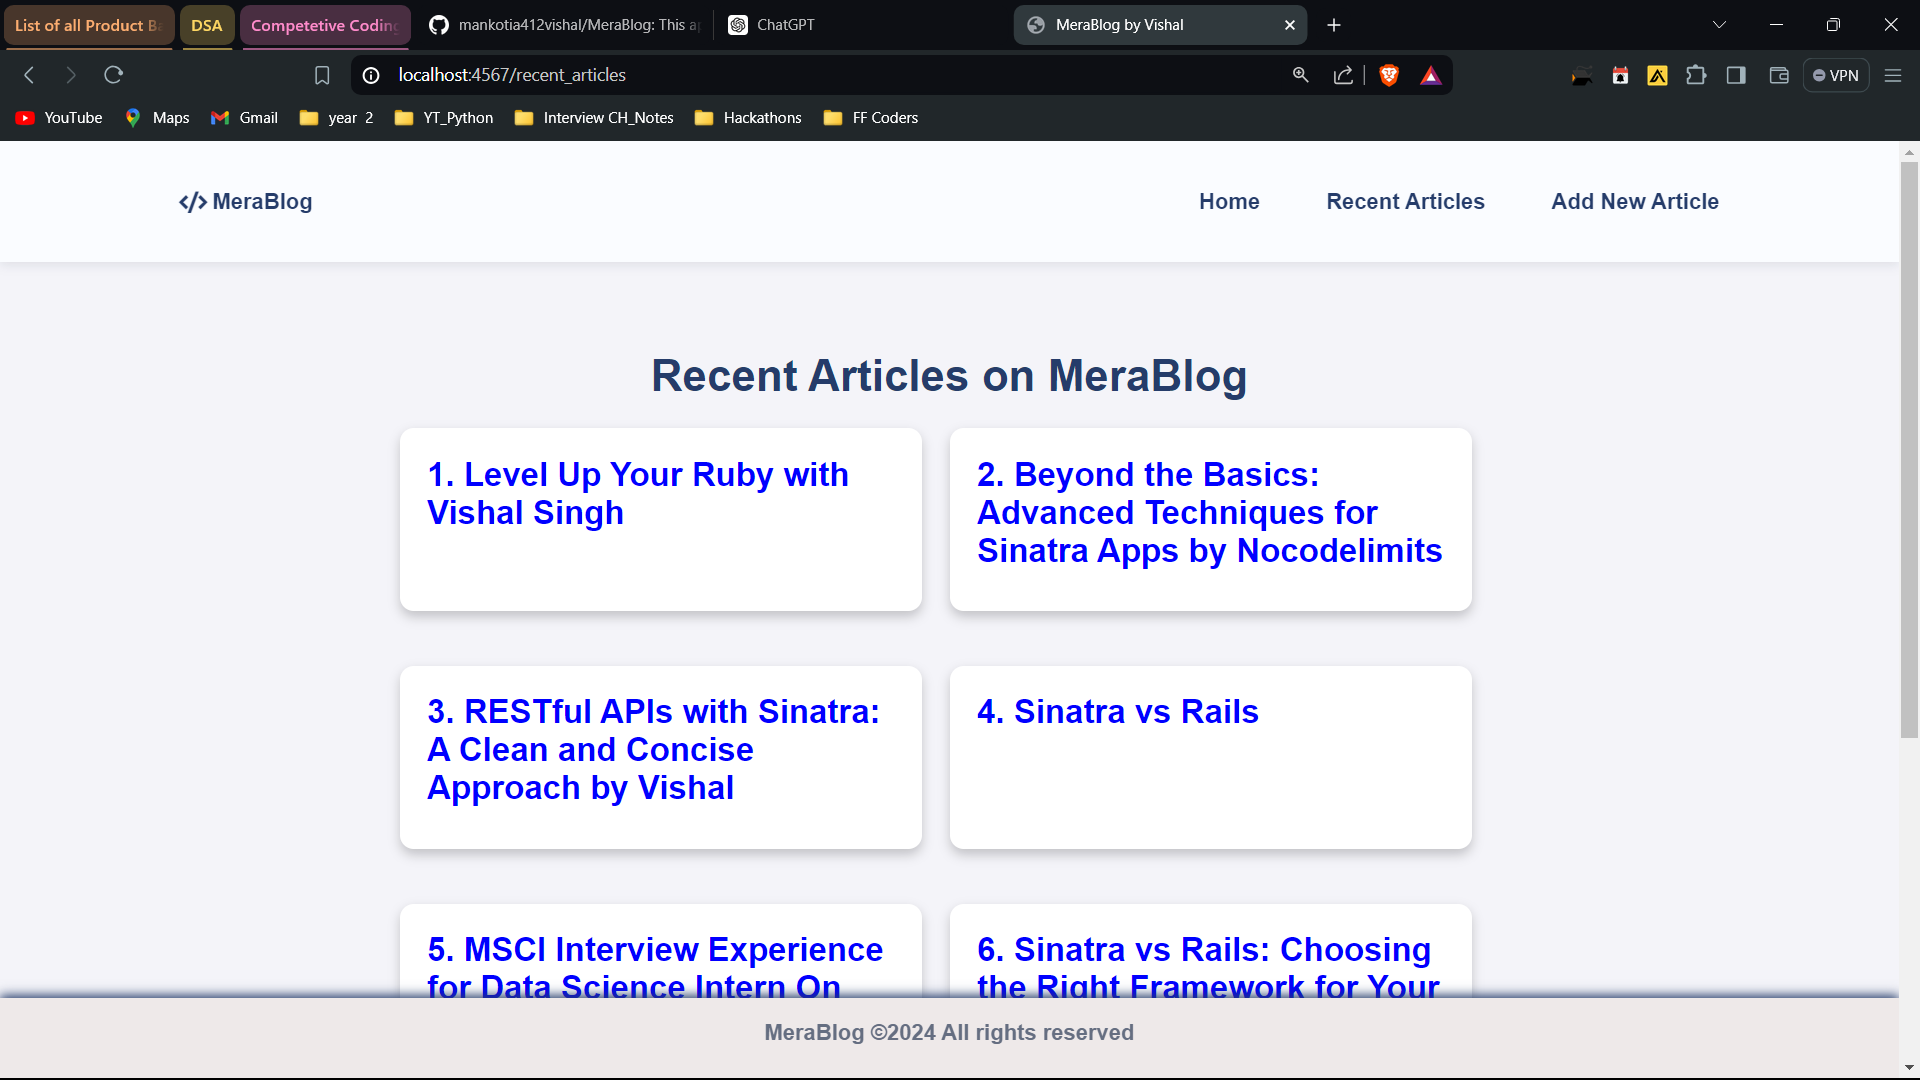 List of all Product Ba
DSA
Competetive Coding
mankotia412vishal/MeraBlog: This a
ChatGPT
MeraBlog by Vishal
localhost:4567/recent_articles
VPN
YouTube
Maps
Gmail
year 2
YT_Python
Interview CH_Notes
Hackathons
FF Coders
</> MeraBlog
Home
Recent Articles
Add New Article
Recent Articles on MeraBlog
1. Level Up Your Ruby with
Vishal Singh
2. Beyond the Basics:
Advanced Techniques for
Sinatra Apps by Nocodelimits
3. RESTful APIs with Sinatra:
A Clean and Concise
Approach by Vishal
4. Sinatra vs Rails
5. MSCI Interview Experience
for Data Science Intern On
6. Sinatra vs Rails: Choosing
the Right Framework for Your
MeraBlog ©2024 All rights reserved